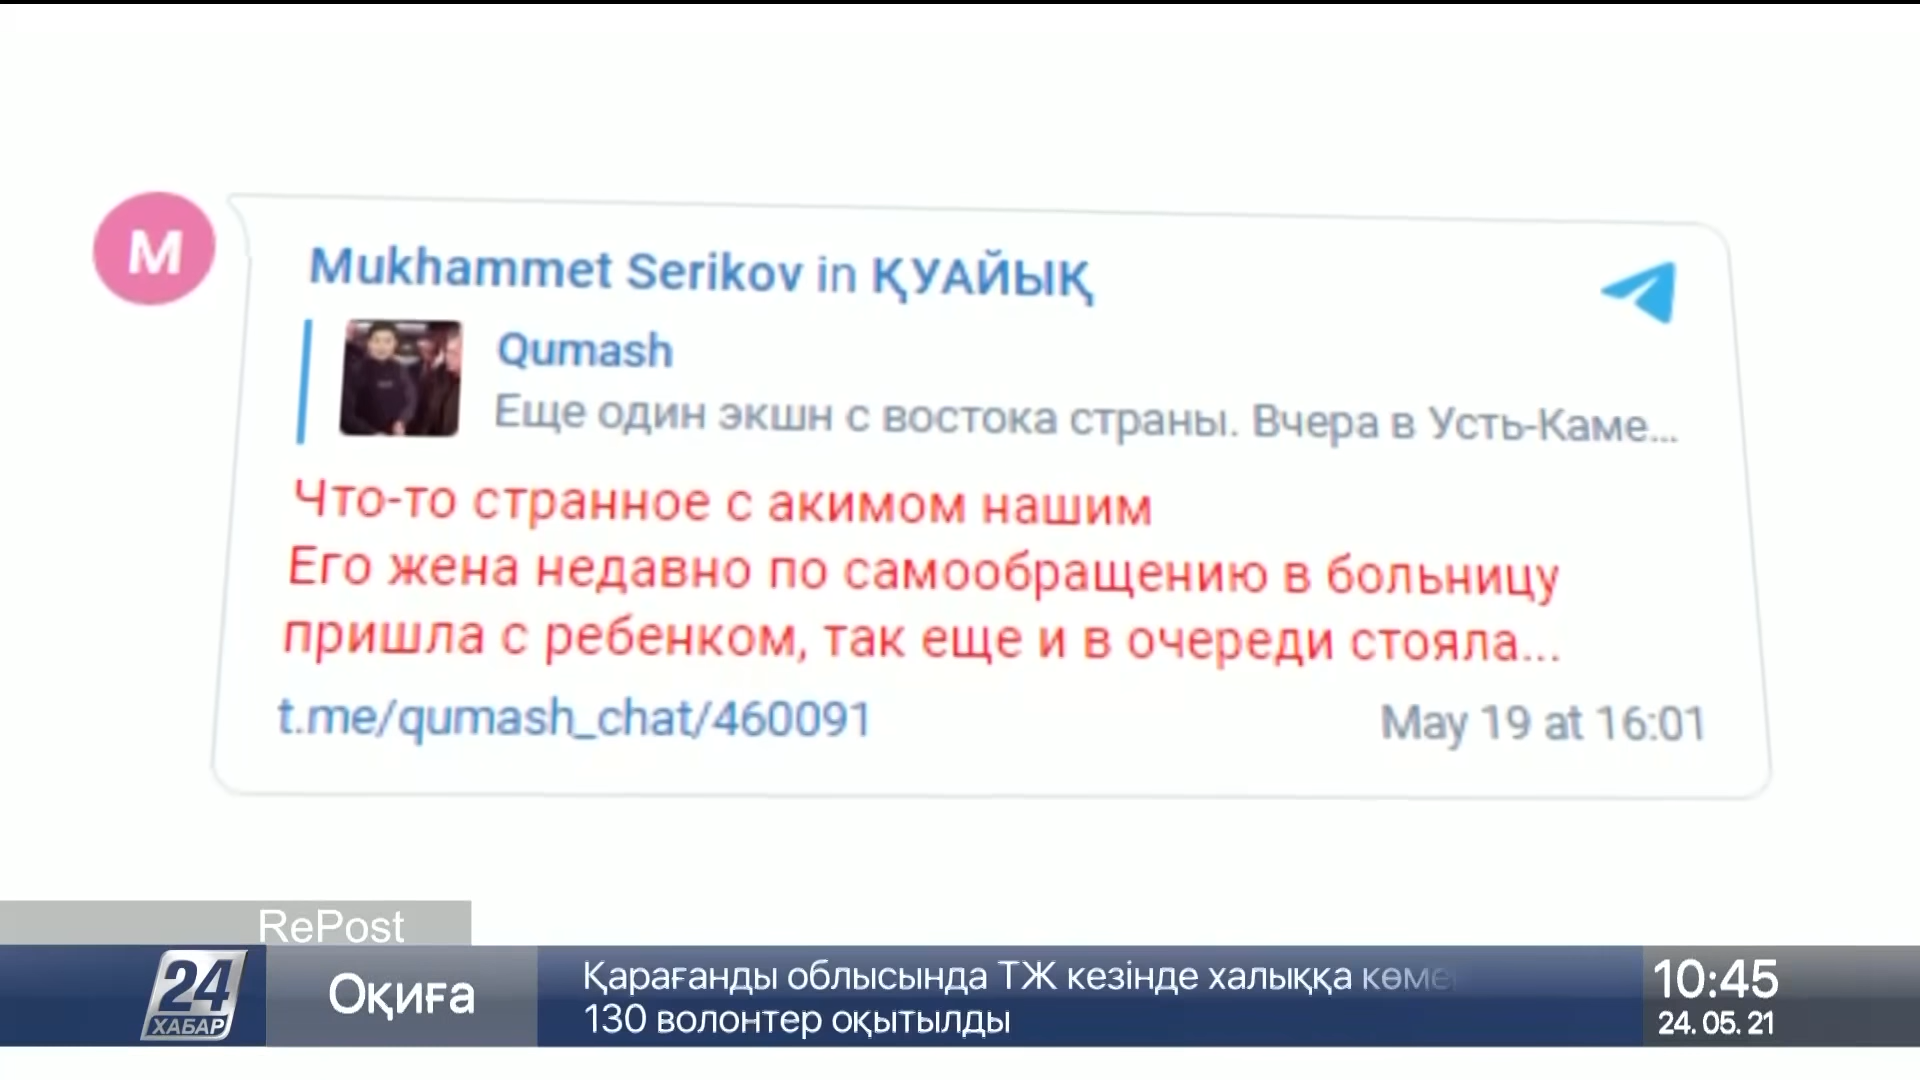 M
Mukhammet Serikov in ҚУАЙЫҚ
Qumash
Еще один экшн с востока страны. Вчера в Усть-Каме...
Что-то странное с акимом нашим
Его жена недавно по самообращению в больницу
пришла с ребенком, так еще и в очереди стояла...
t.me/qumash_chat/460091
May 19 at 16:01
RePost
24
ХАБАР
Оқиға
Қарағанды облысында ТЖ кезінде халыққа көме
130 волонтер оқытылды
10:45
24.05.21